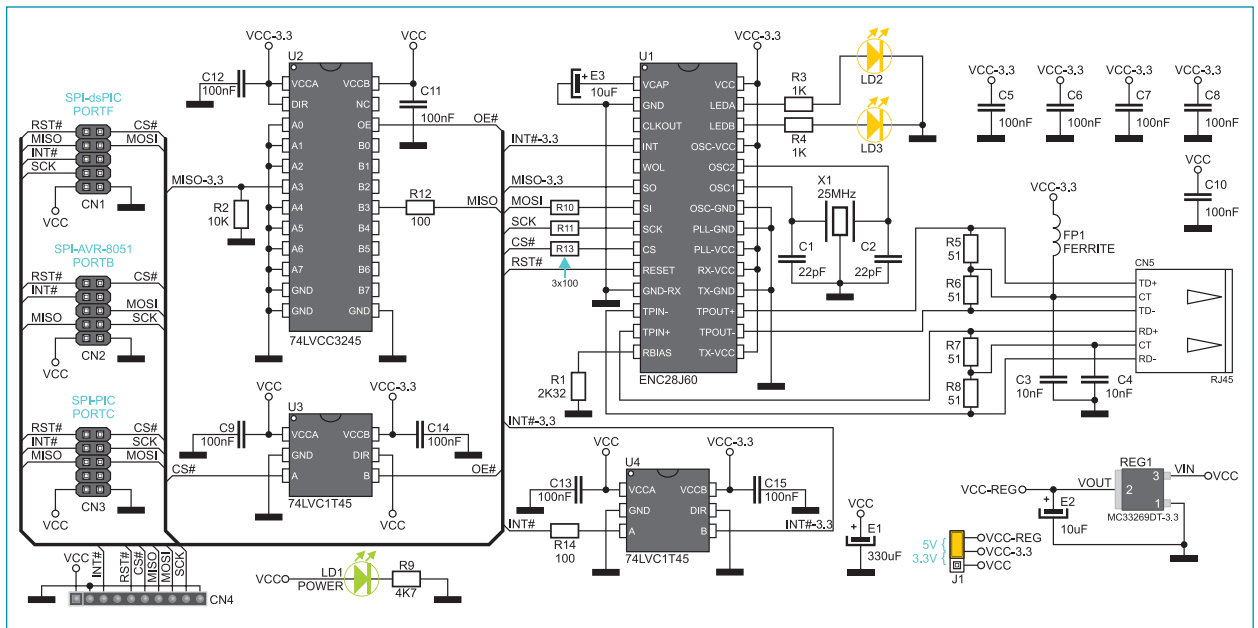 VCC-3.3
U2
VCC
C12
100nF
VCCA
DIR
A0
A1
A2
A3
A4
A5
A6
A7
GND
GND
VCCB
NC
OE
B0
B1
B2
B3
B4
B5
B6
B7
GND
74LVCC3245
C11
100nF
OE#
MISO-3.3
R2
10K
R12
100
MISO
SPI-dsPIC
PORTF
RST#
MISO
INT#
SCK
CS#
MOSI
VCC
CN1
SPI-AVR-8051
PORTB
RST#
INT#
MISO
CS#
MOSI
SCK
VCC
CN2
SPI-PIC
PORTC
RST#
INT#
MISO
CS#
SCK
MOSI
VCC
CN3
VCC
INT#
RST#
CS#
MISO
MOSI
SCK
CN4
VCC
VCC-3.3
U3
C9
100nF
VCCA
GND
A
VCCB
DIR
B
C14
100nF
CS#
OE#
74LVC1T45
VCC
VCC
LD1
POWER
R9
4K7
E3
10uF
U1
VCC-3.3
VCAP
GND
CLKOUT
INT
WOL
SO
SI
SCK
CS
RESET
GND-RX
TPIN-
TPIN+
RBIAS
VCC
LEDA
LEDB
OSC-VCC
OSC2
OSC1
OSC-GND
PLL-GND
PLL-VCC
RX-VCC
TX-GND
TPOUT+
TPOUT-
TX-VCC
ENC28J60
INT#-3.3
MISO-3.3
MOSI
R10
SCK
R11
CS#
R13
RST#
3x100
R1
2K32
R3
1K
R4
1K
LD2
LD3
X1
25MHz
C1
22pF
C2
22pF
VCC-3.3
C5
100nF
VCC-3.3
C6
100nF
VCC-3.3
C7
100nF
VCC-3.3
C8
100nF
VCC
C10
100nF
VCC-3.3
FP1
FERRITE
R5
51
R6
51
R7
51
R8
51
CN5
TD+
CT
TD-
RD+
CT
RD-
RJ45
C3
10nF
C4
10nF
INT#-3.3
VCC
U4
VCC-3.3
C13
100nF
VCCA
GND
A
VCCB
DIR
B
C15
100nF
INT#
R14
100
INT#-3.3
74LVC1T45
VCC
E1
330uF
REG1
VCC-REG
VOUT
2
3
1
VIN
VCC
E2
10uF
MC33269DT-3.3
5V
3.3V
VCC-REG
VCC-3.3
VCC
J1